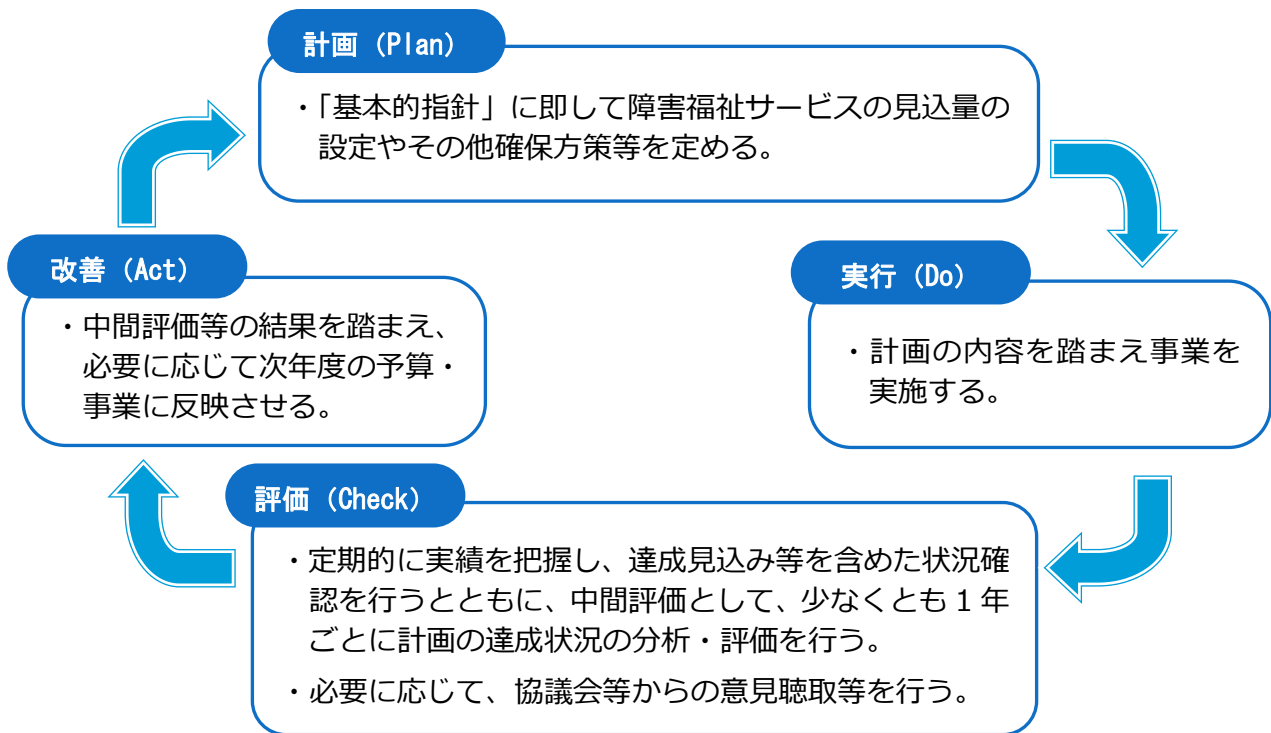 計画（Plan）
・「基本的指針」に即して障害福祉サービスの見込量の
設定やその他確保方策等を定める。
実行（Do）
・計画の内容を踏まえ事業を
実施する。
評価（Check）
・定期的に実績を把握し、達成見込み等を含めた状況確
認を行うとともに、中間評価として、少なくとも１年
ごとに計画の達成状況の分析・評価を行う。
・必要に応じて、協議会等からの意見聴取等を行う。
改善（Act）
・中間評価等の結果を踏まえ、
必要に応じて次年度の予算・
事業に反映させる。